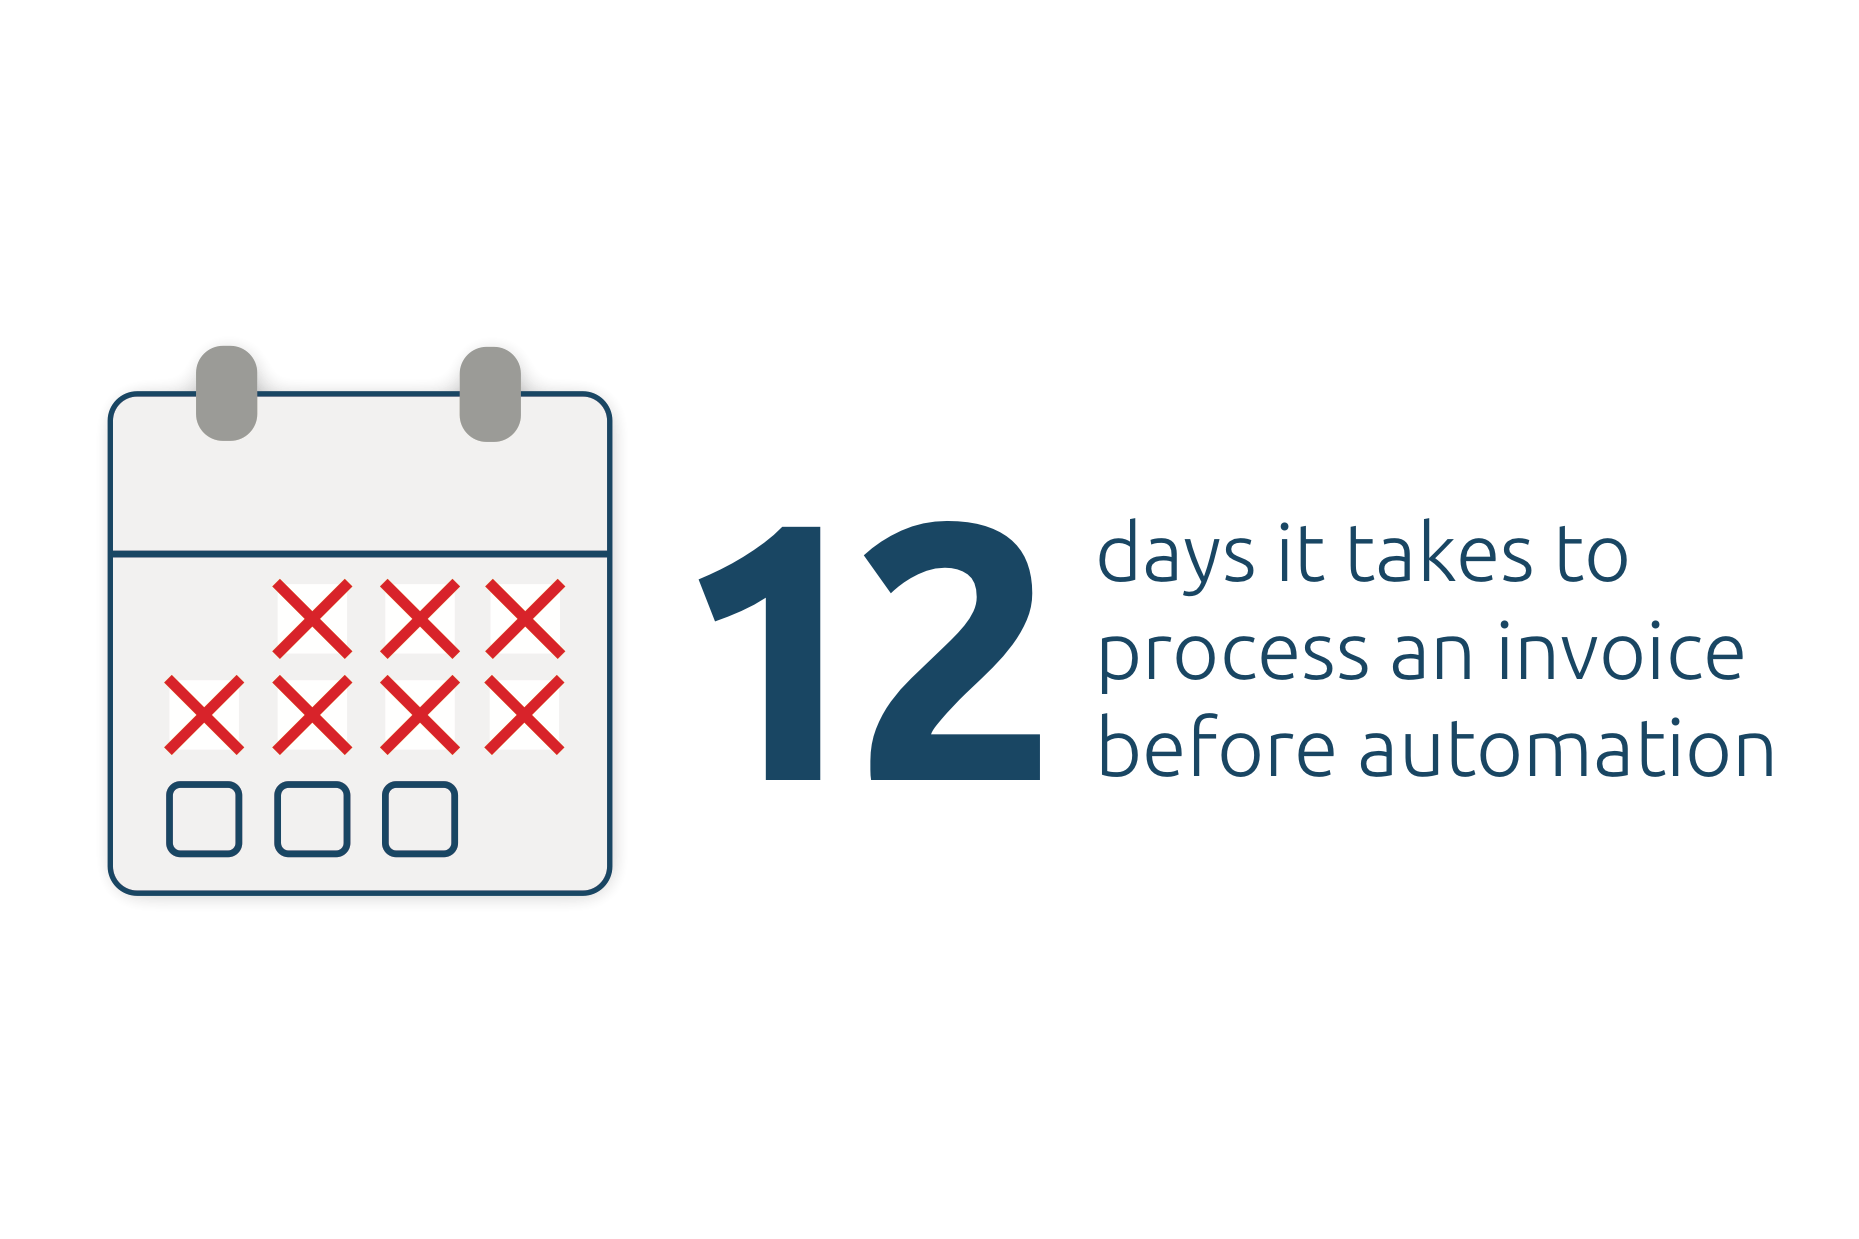 12
days it takes to
process an invoice
before automation